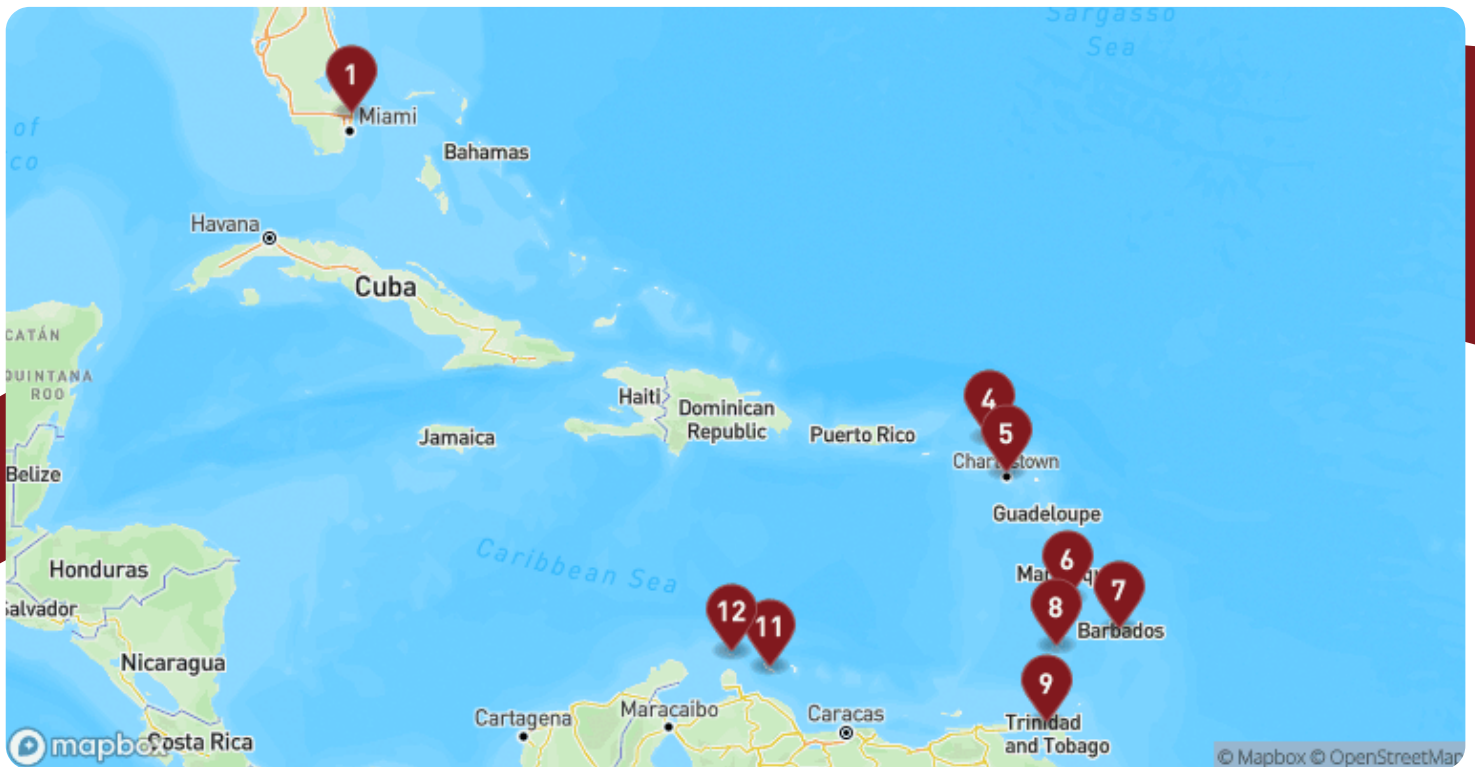 Sargasso
Sea
1
Miami
of
co
Bahamas
Havana
Cuba
CATÁN
QUINTANA
ROO
Haiti
Dominican
Republic
Puerto Rico
Jamaica
Belize
4
5
Guadeloupe
Caribbean Sea
6
7
8
Barbados
Honduras
Salvador
12
11
Nicaragua
9
Cartagena
Maracaibo
Caracas
Trinidad
and Tobago
mapbox
Costa Rica
© Mapbox © OpenStreetMap